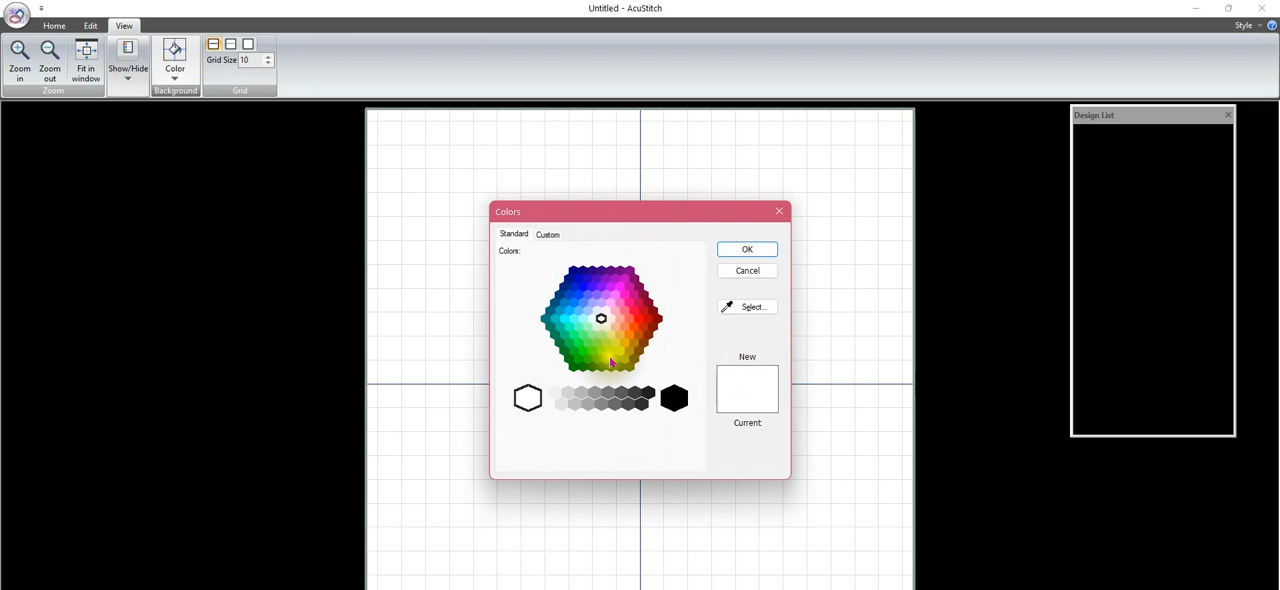 Untitled - AcuStitch
Home Edit View Style
Zoom in
Zoom out
Fit in window
Show/Hide
Color
Grid Size 10
Zoom
Background
Grid
Design List
Colors
Standard Custom
Colors:
OK
Cancel
Select...
New
Current